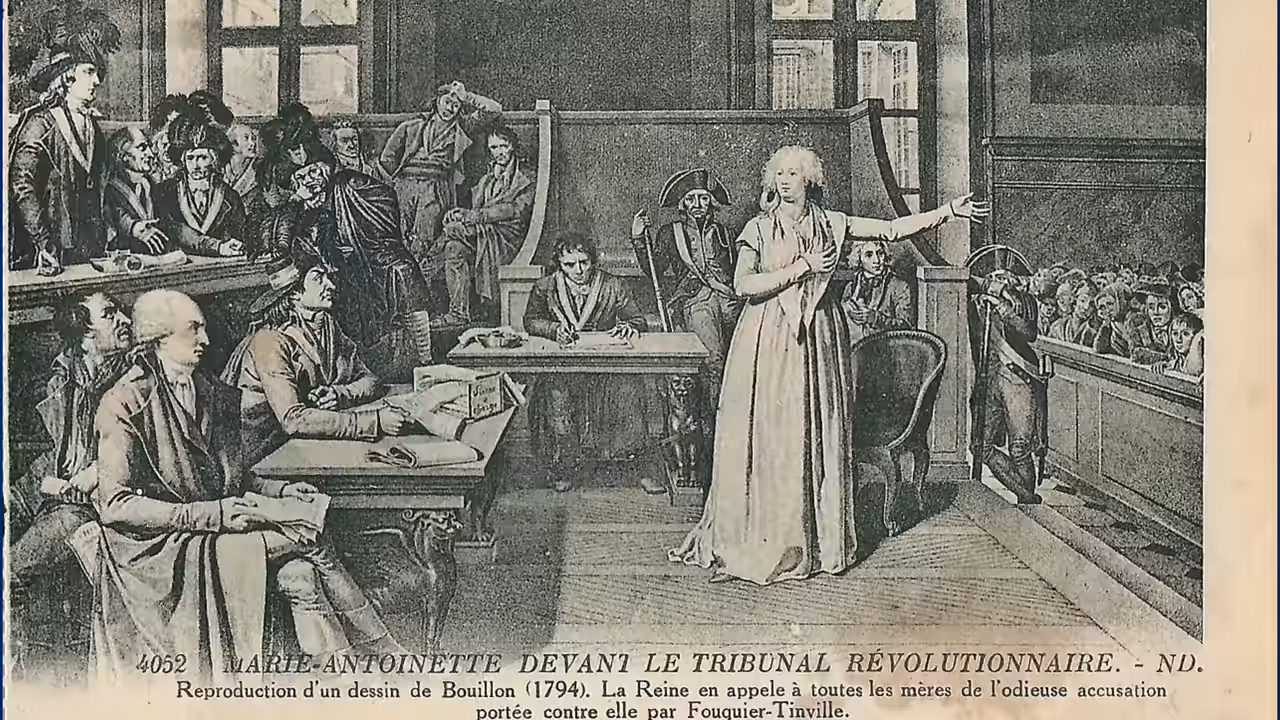 4052 MARIE-ANTOINETTE DEVANT LE TRIBUNAL RÉVOLUTIONNAIRE. - ND.
Reproduction d'un dessin de Bouillon (1794). La Reine en appele à toutes les mères de l'odieuse accusation
portée contre elle par Fouquier-Tinville.